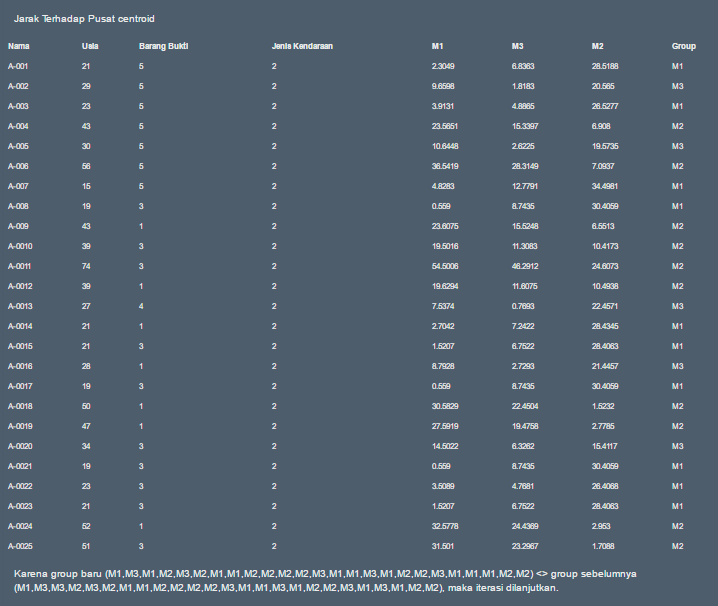 Jarak Terhadap Pusat centroid
Nama Usia Barang Bukti Jenis Kendaraan M1 M3 M2 Group
A-001 21 5 2 2.3049 6.8363 28.5188 M1
A-002 29 5 2 9.6598 1.8183 20.565 M3
A-003 23 5 2 3.9131 4.8865 26.5277 M1
A-004 43 5 2 23.5651 15.3397 6.908 M2
A-005 30 5 2 10.6448 2.6225 19.5735 M3
A-006 56 5 2 36.5419 28.3149 7.0937 M2
A-007 15 5 2 4.8283 12.7791 34.4981 M1
A-008 19 3 2 0.559 8.7435 30.4059 M1
A-009 43 1 2 23.6075 15.5248 6.5513 M2
A-0010 39 3 2 19.5016 11.3083 10.4173 M2
A-0011 74 3 2 54.5006 46.2912 24.6073 M2
A-0012 39 1 2 19.6294 11.6075 10.4938 M2
A-0013 27 4 2 7.5374 0.7693 22.4571 M3
A-0014 21 1 2 2.7042 7.2422 28.4345 M1
A-0015 21 3 2 1.5207 6.7522 28.4063 M1
A-0016 28 1 2 8.7928 2.7293 21.4457 M3
A-0017 19 3 2 0.559 8.7435 30.4059 M1
A-0018 50 1 2 30.5829 22.4504 1.5232 M2
A-0019 47 1 2 27.5919 19.4758 2.7785 M2
A-0020 34 3 2 14.5022 6.3262 15.4117 M3
A-0021 19 3 2 0.559 8.7435 30.4059 M1
A-0022 23 3 2 3.5089 4.7681 26.4068 M1
A-0023 21 3 2 1.5207 6.7522 28.4063 M1
A-0024 52 1 2 32.5778 24.4369 2.953 M2
A-0025 51 3 2 31.501 23.2967 1.7088 M2
Karena group baru (M1,M3,M1,M2,M3,M2,M1,M1,M2,M2,M2,M2,M3,M1,M1,M3,M1,M2,M2,M3,M1,M1,M1,M2,M2) <> group sebelumnya
(M1,M3,M3,M2,M3,M2,M1,M1,M2,M2,M2,M2,M3,M1,M1,M3,M1,M2,M2,M3,M1,M3,M1,M2,M2), maka iterasi dilanjutkan.